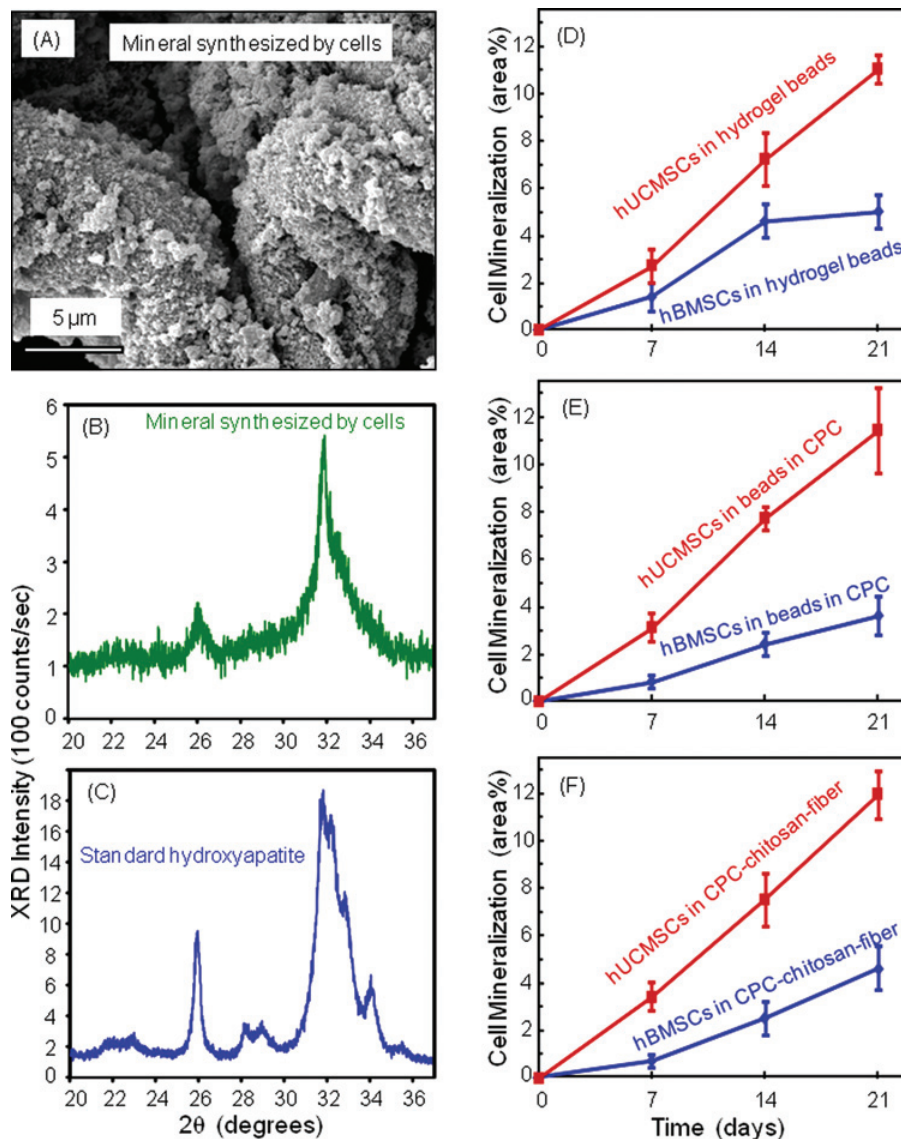 (A)
Mineral synthesized by cells
5 μm
(B)
Mineral synthesized by cells
6
5
4
3
2
1
0
20 22 24 26 28 30 32 34 36
(C)
Standard hydroxyapatite
18
16
14
12
10
8
6
4
2
0
20 22 24 26 28 30 32 34 36
XRD Intensity (100 counts/sec)
2θ (degrees)
(D)
hUCMSCs in hydrogel beads
hBMSCs in hydrogel beads
Cell Mineralization (area%)
12
10
8
6
4
2
0
0 7 14 21
(E)
hUCMSCs in beads in CPC
hBMSCs in beads in CPC
Cell Mineralization (area%)
12
10
8
6
4
2
0
0 7 14 21
(F)
hUCMSCs in CPC-chitosan-fiber
hBMSCs in CPC-chitosan-fiber
Cell Mineralization (area%)
12
10
8
6
4
2
0
0 7 14 21
Time (days)